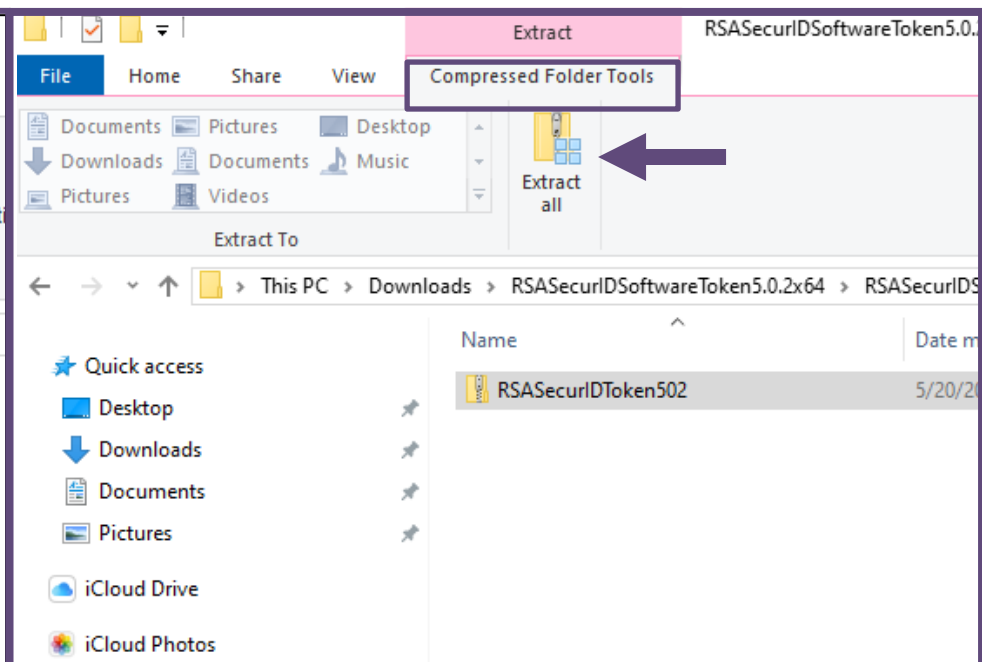 Extract RSASecurIDSoftwareToken5.0.
File Home Share View Compressed Folder Tools
Documents Pictures Desktop
Downloads Documents Music
Pictures Videos
Extract
all
Extract To
This PC > Downloads > RSASecurIDSoftwareToken5.0.2x64 > RSASecurIDS
Name Date m
Quick access
RSASecurIDToken502 5/20/20
Desktop
Downloads
Documents
Pictures
iCloud Drive
iCloud Photos